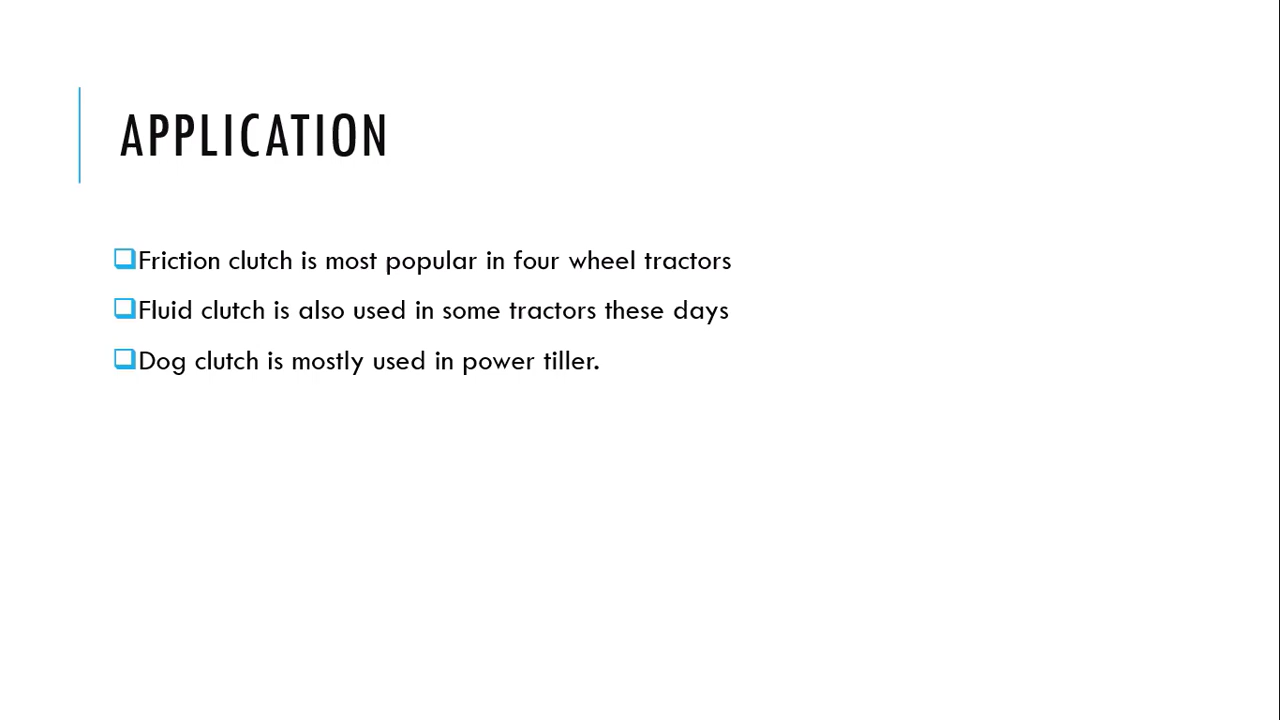 APPLICATION
Friction clutch is most popular in four wheel tractors
Fluid clutch is also used in some tractors these days
Dog clutch is mostly used in power tiller.